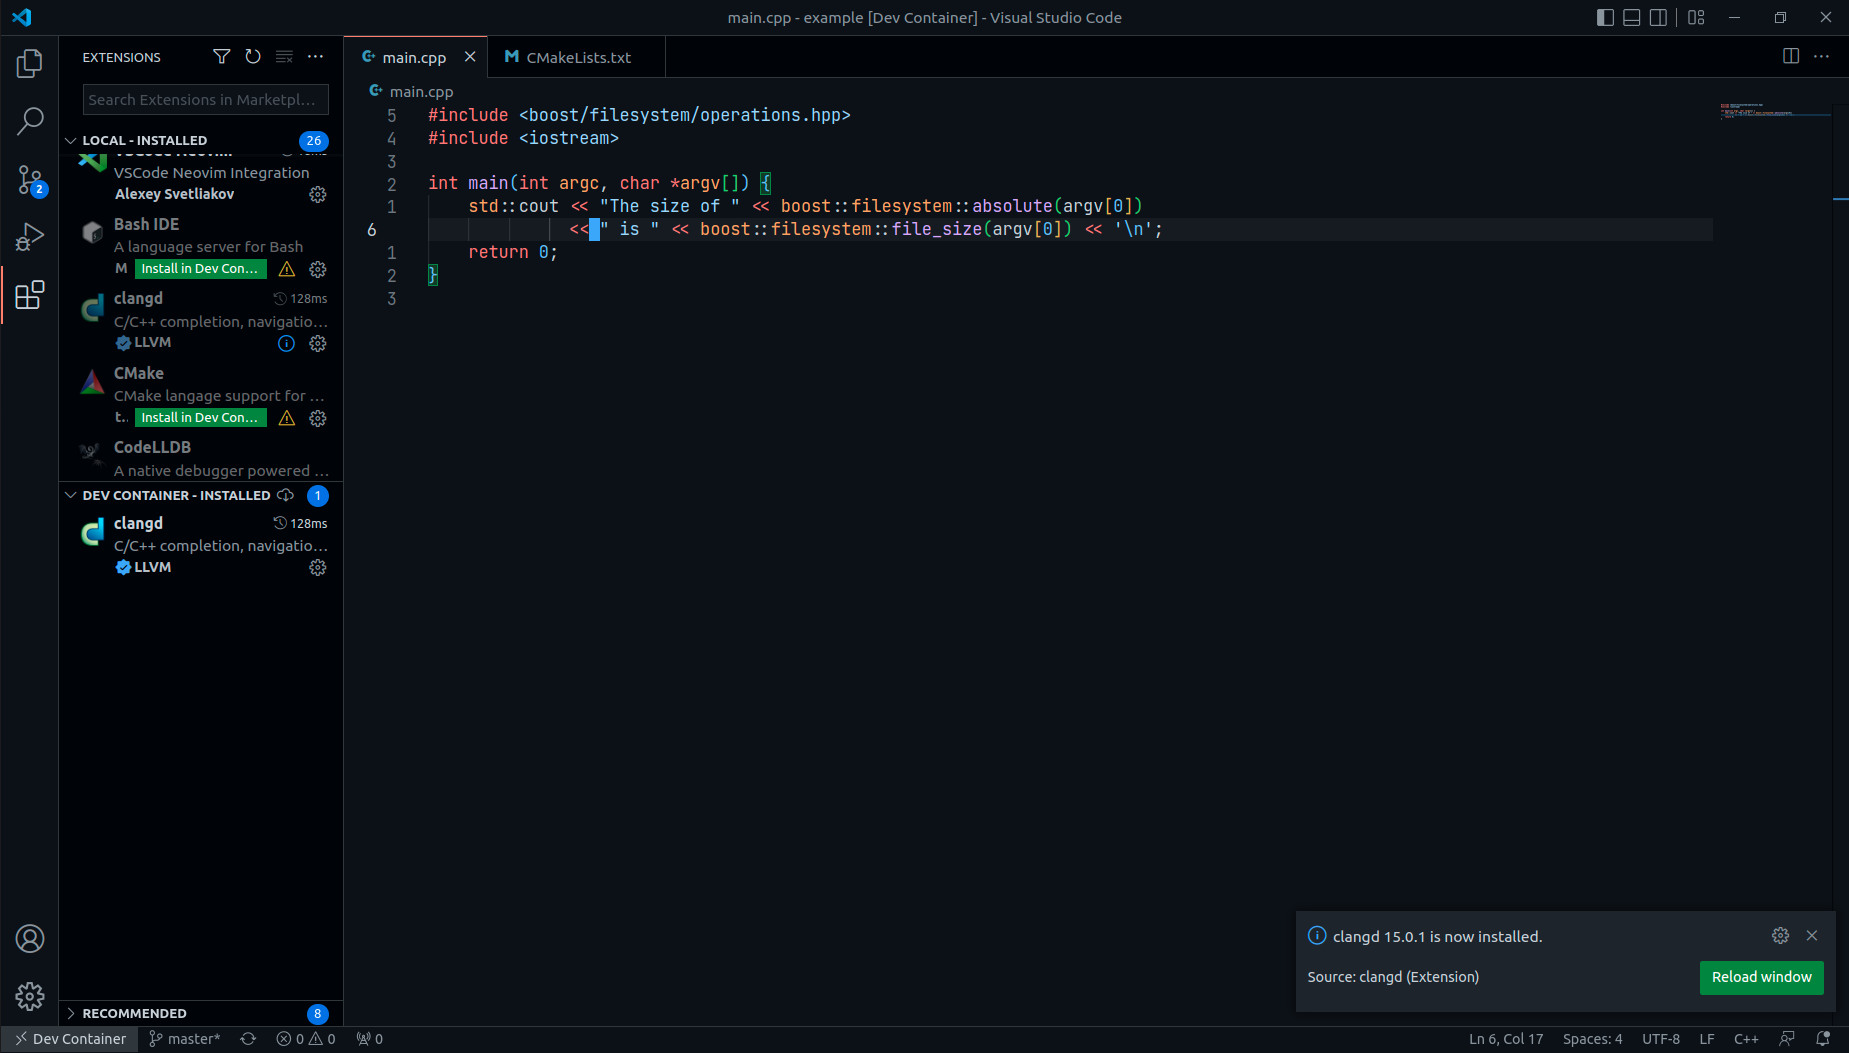 main.cpp - example [Dev Container] - Visual Studio Code
EXTENSIONS
Search Extensions in Marketpl...
LOCAL - INSTALLED 26
VSCode Neovim
VSCode Neovim Integration
Alexey Svetliakov
Bash IDE
A language server for Bash
M Install in Dev Con...
clangd 128ms
C/C++ completion, navigatio...
LLVM
CMake
CMake langage support for ...
t.. Install in Dev Con...
CodeLLDB
A native debugger powered ...
DEV CONTAINER - INSTALLED 1
clangd 128ms
C/C++ completion, navigatio...
LLVM
RECOMMENDED 8
2
main.cpp
M CMakeLists.txt
main.cpp
5 #include <boost/filesystem/operations.hpp>
4 #include <iostream>
3
2 int main(int argc, char *argv[]) {
1 std::cout << "The size of " << boost::filesystem::absolute(argv[0])
6 << " is " << boost::filesystem::file_size(argv[0]) << '\n';
1 return 0;
2 }
3
clangd 15.0.1 is now installed.
Source: clangd (Extension)
Reload window
Dev Container master* 0 0 0 Ln 6, Col 17 Spaces: 4 UTF-8 LF C++